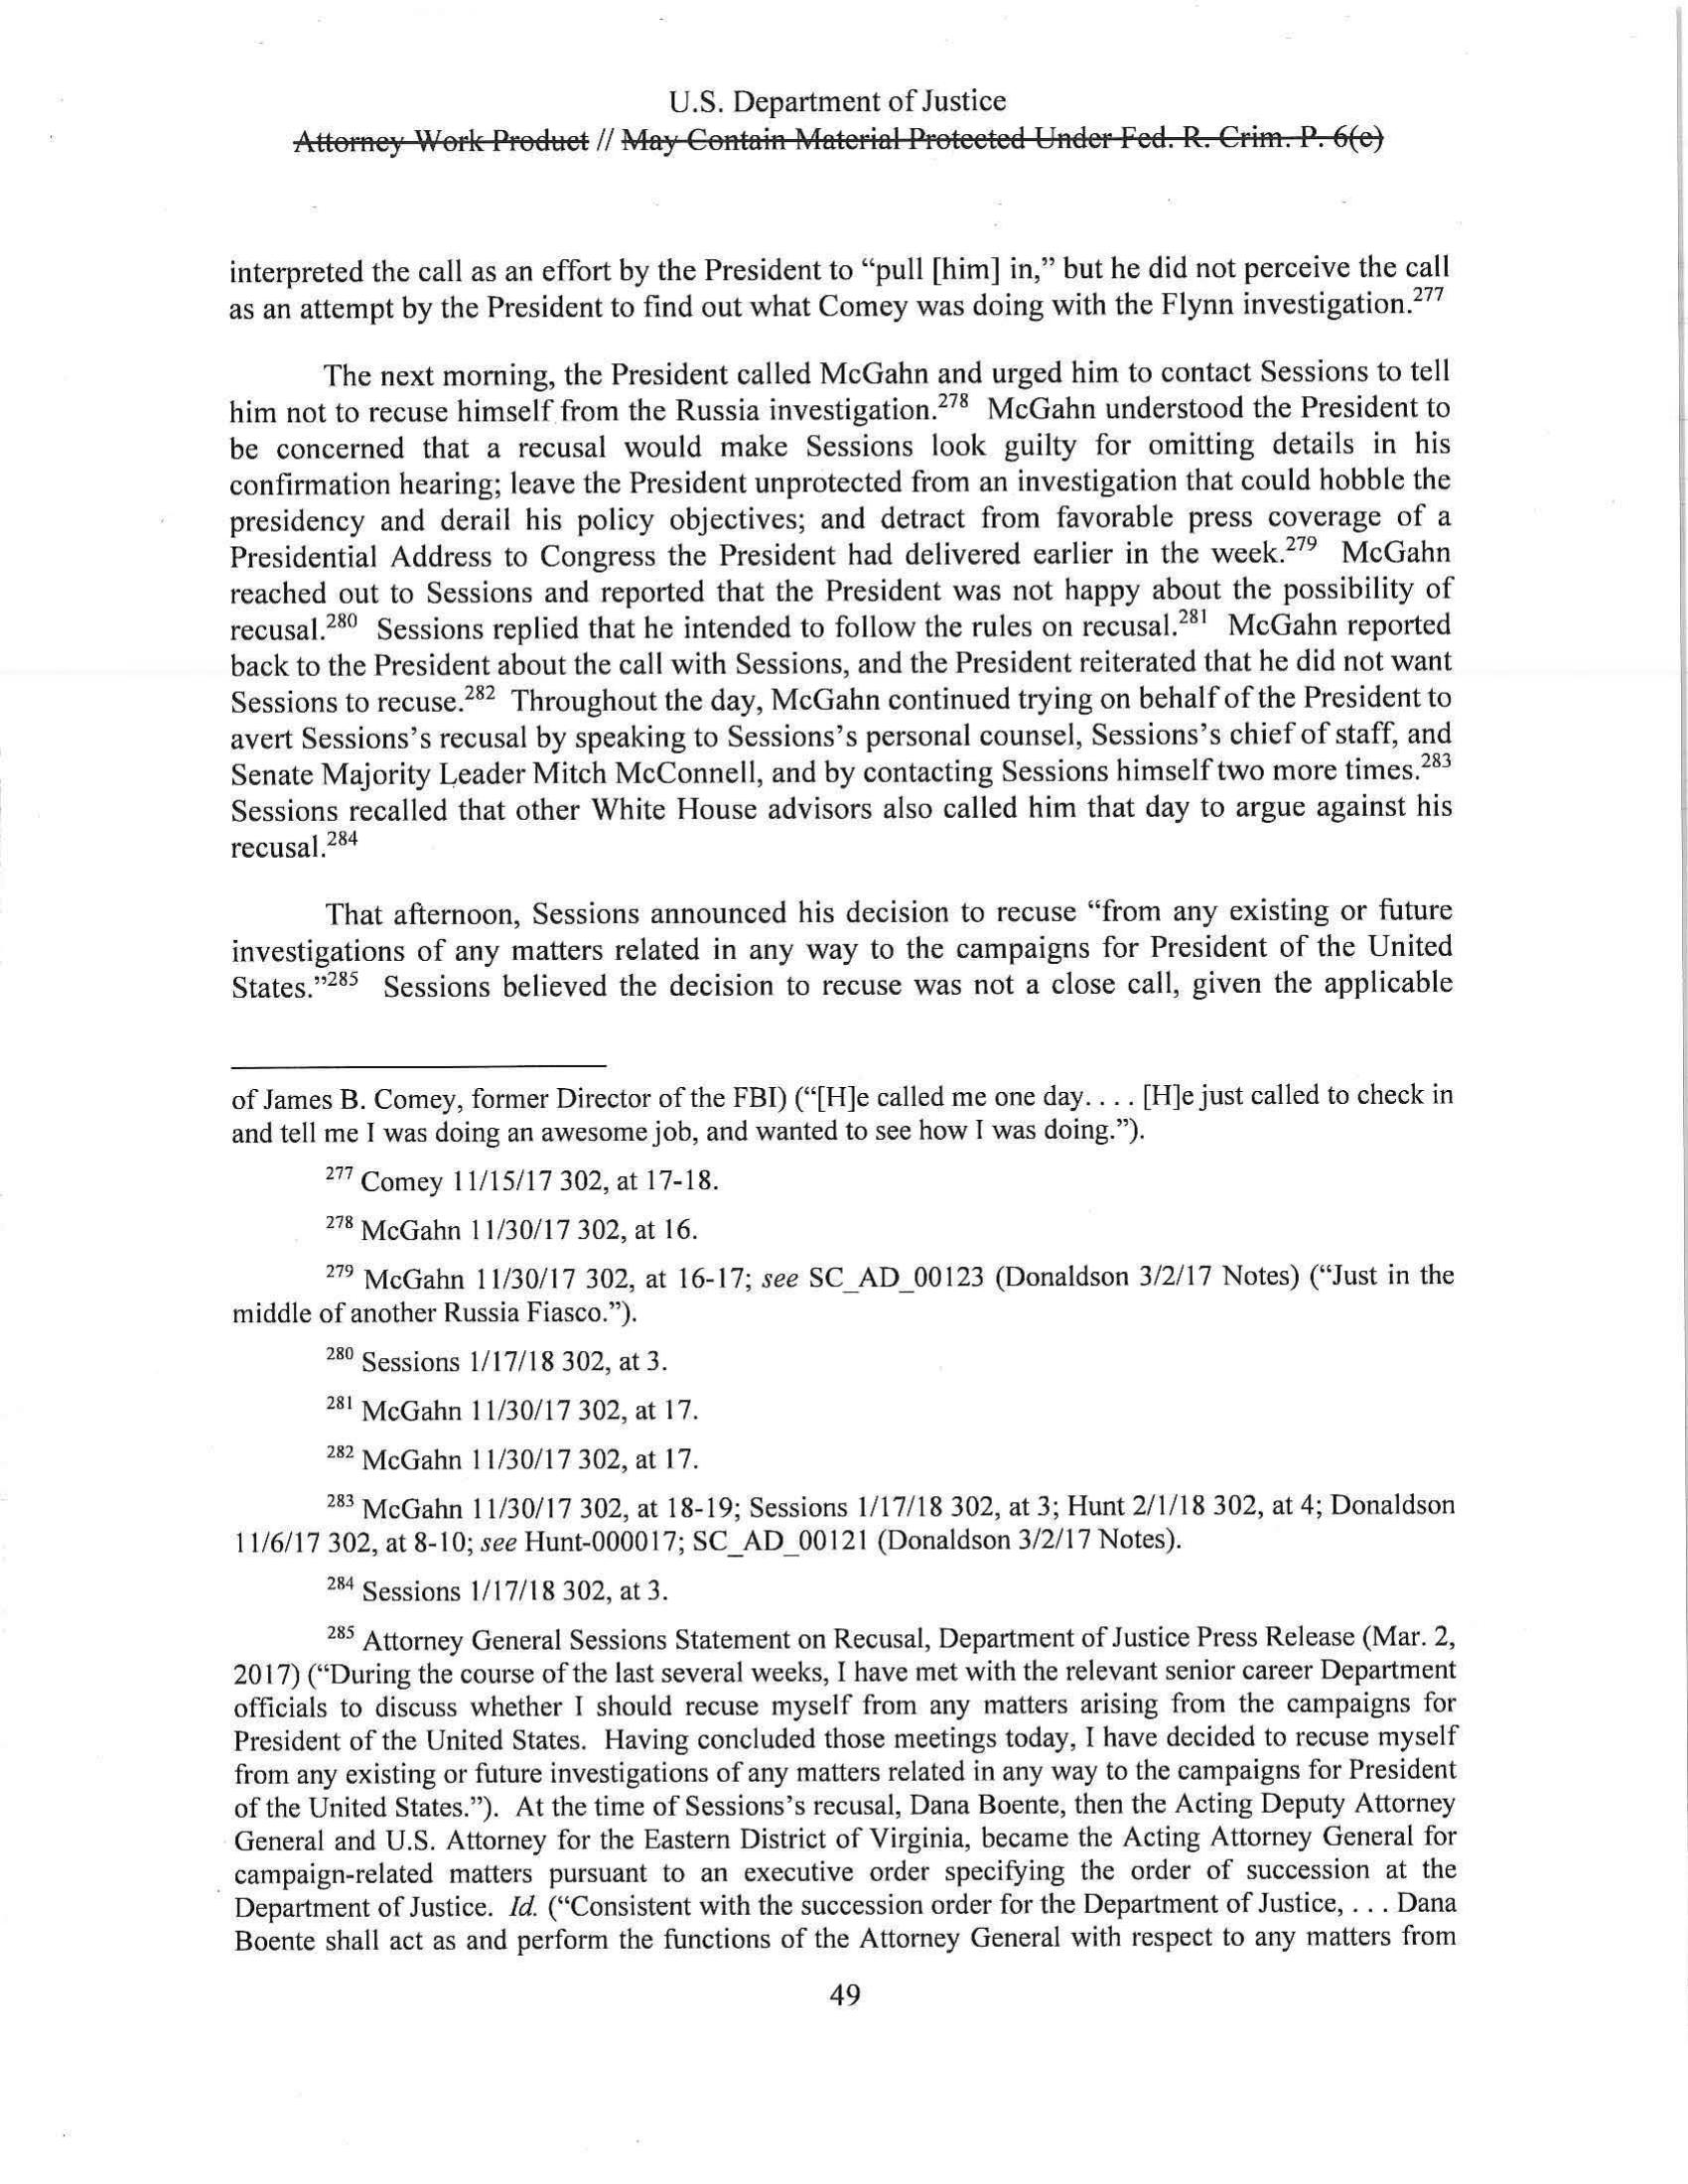 U.S. Department of Justice
Attorney Work Product // May Contain Material Protected Under Fed. R. Crim. P. 6(e)
interpreted the call as an effort by the President to “pull [him] in,” but he did not perceive the call
as an attempt by the President to find out what Comey was doing with the Flynn investigation.277
The next morning, the President called McGahn and urged him to contact Sessions to tell
him not to recuse himself from the Russia investigation.278 McGahn understood the President to
be concerned that a recusal would make Sessions look guilty for omitting details in his
confirmation hearing; leave the President unprotected from an investigation that could hobble the
presidency and derail his policy objectives; and detract from favorable press coverage of a
Presidential Address to Congress the President had delivered earlier in the week.279 McGahn
reached out to Sessions and reported that the President was not happy about the possibility of
recusal.280 Sessions replied that he intended to follow the rules on recusal.281 McGahn reported
back to the President about the call with Sessions, and the President reiterated that he did not want
Sessions to recuse.282 Throughout the day, McGahn continued trying on behalf of the President to
avert Sessions’s recusal by speaking to Sessions’s personal counsel, Sessions’s chief of staff, and
Senate Majority Leader Mitch McConnell, and by contacting Sessions himself two more times.283
Sessions recalled that other White House advisors also called him that day to argue against his
recusal.284
That afternoon, Sessions announced his decision to recuse “from any existing or future
investigations of any matters related in any way to the campaigns for President of the United
States.”285 Sessions believed the decision to recuse was not a close call, given the applicable
of James B. Comey, former Director of the FBI) (“[H]e called me one day. . . . [H]e just called to check in
and tell me I was doing an awesome job, and wanted to see how I was doing.”).
277 Comey 11/15/17 302, at 17-18.
278 McGahn 11/30/17 302, at 16.
279 McGahn 11/30/17 302, at 16-17; see SC_AD_00123 (Donaldson 3/2/17 Notes) (“Just in the
middle of another Russia Fiasco.”).
280 Sessions 1/17/18 302, at 3.
281 McGahn 11/30/17 302, at 17.
282 McGahn 11/30/17 302, at 17.
283 McGahn 11/30/17 302, at 18-19; Sessions 1/17/18 302, at 3; Hunt 2/1/18 302, at 4; Donaldson
11/6/17 302, at 8-10; see Hunt-000017; SC_AD_00121 (Donaldson 3/2/17 Notes).
284 Sessions 1/17/18 302, at 3.
285 Attorney General Sessions Statement on Recusal, Department of Justice Press Release (Mar. 2,
2017) (“During the course of the last several weeks, I have met with the relevant senior career Department
officials to discuss whether I should recuse myself from any matters arising from the campaigns for
President of the United States. Having concluded those meetings today, I have decided to recuse myself
from any existing or future investigations of any matters related in any way to the campaigns for President
of the United States.”). At the time of Sessions’s recusal, Dana Boente, then the Acting Deputy Attorney
General and U.S. Attorney for the Eastern District of Virginia, became the Acting Attorney General for
campaign-related matters pursuant to an executive order specifying the order of succession at the
Department of Justice. Id. (“Consistent with the succession order for the Department of Justice, . . . Dana
Boente shall act as and perform the functions of the Attorney General with respect to any matters from
49